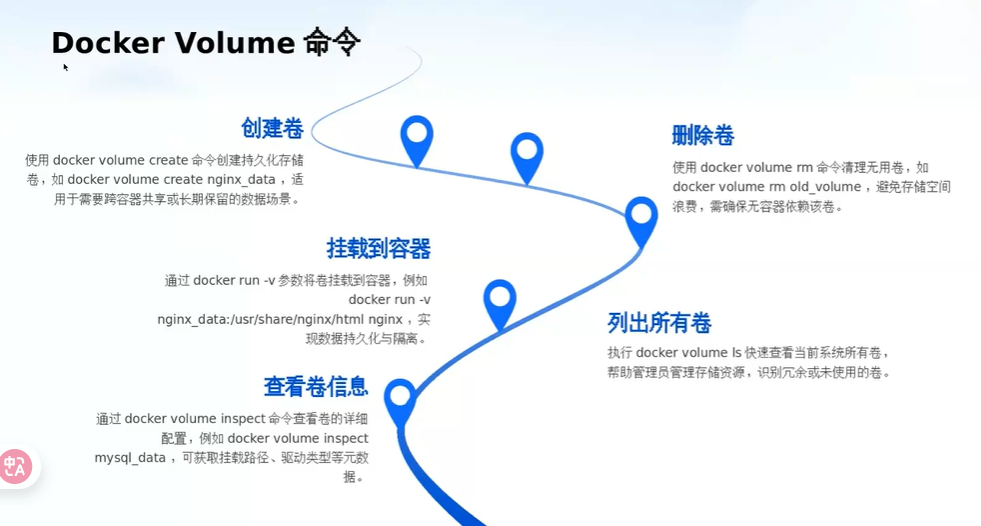 Docker Volume 命令
创建卷
使用 docker volume create 命令创建持久化存储
卷，如 docker volume create nginx_data ，适
用于需要跨容器共享或长期保留的数据场景。
删除卷
使用 docker volume rm 命令清理无用卷，如
docker volume rm old_volume ，避免存储空间
浪费，需确保无容器依赖该卷。
挂载到容器
通过 docker run -v 参数将卷挂载到容器，例如
docker run -v
nginx_data:/usr/share/nginx/html nginx ，实
现数据持久化与隔离。
列出所有卷
执行 docker volume ls 快速查看当前系统所有卷，
帮助管理员管理存储资源，识别冗余或未使用的卷。
查看卷信息
通过 docker volume inspect 命令查看卷的详细
配置，例如 docker volume inspect
mysql_data ，可获取挂载路径、驱动类型等元数
据。
中
A